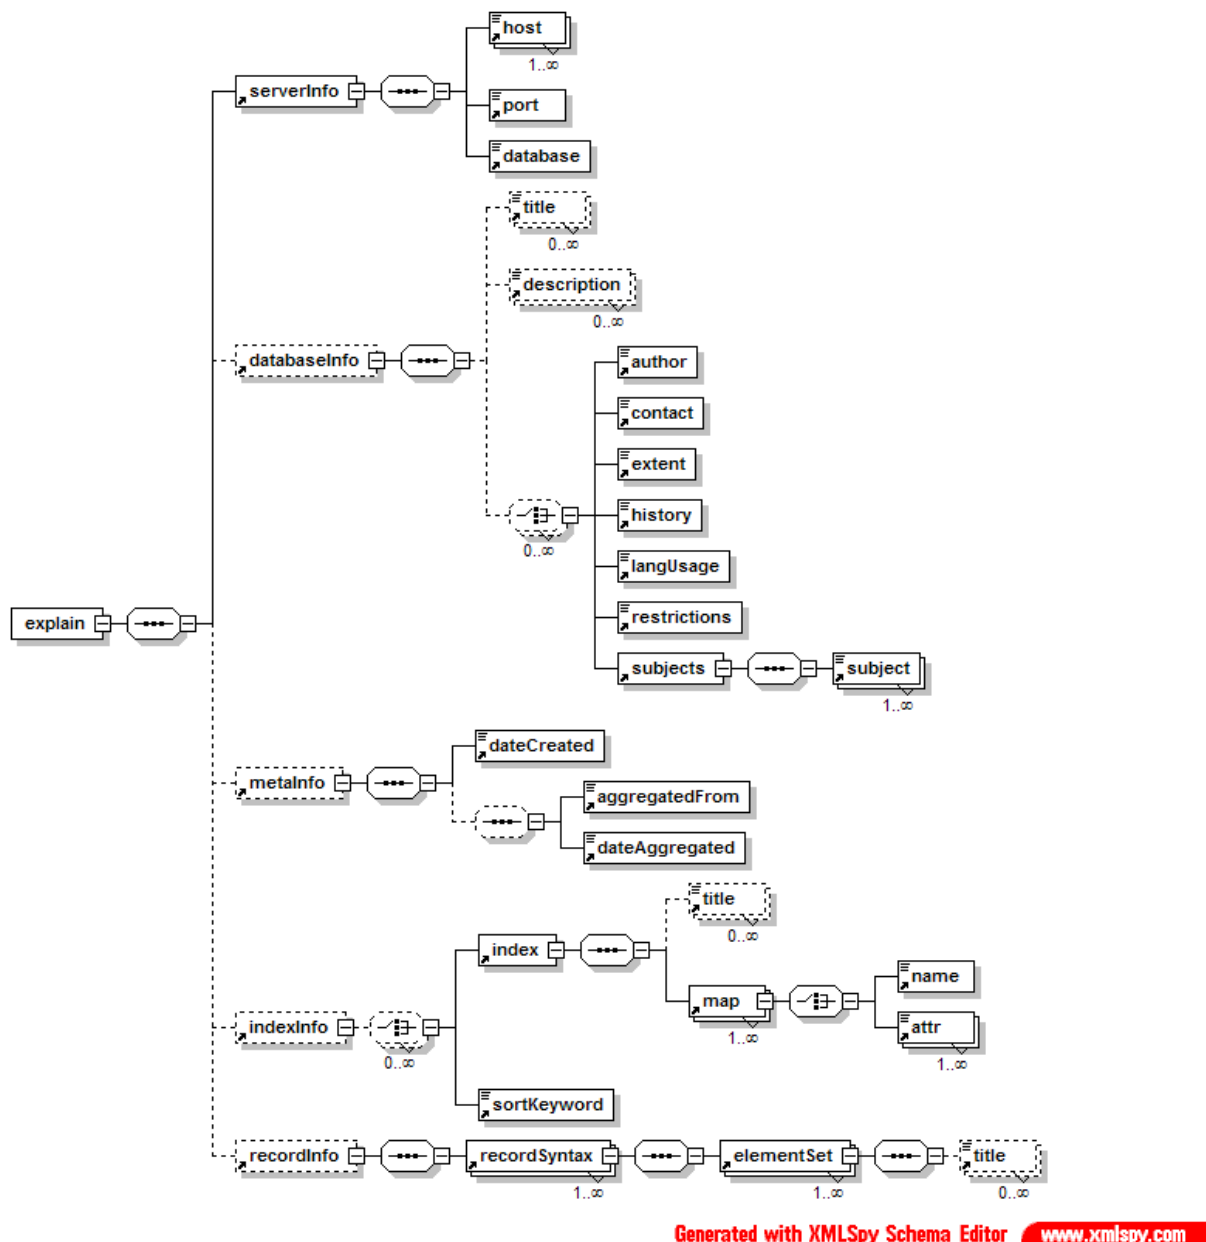 host
1..∞
serverInfo
port
database
title
0..∞
description
0..∞
databaseInfo
author
contact
extent
history
0..∞
langUsage
explain
restrictions
subjects
subject
1..∞
dateCreated
metaInfo
aggregatedFrom
dateAggregated
title
0..∞
index
name
map
1..∞
indexInfo
attr
0..∞
1..∞
sortKeyword
recordInfo
recordSyntax
elementSet
title
1..∞
1..∞
0..∞
Generated with XMLSpy Schema Editor www.xmlspy.com